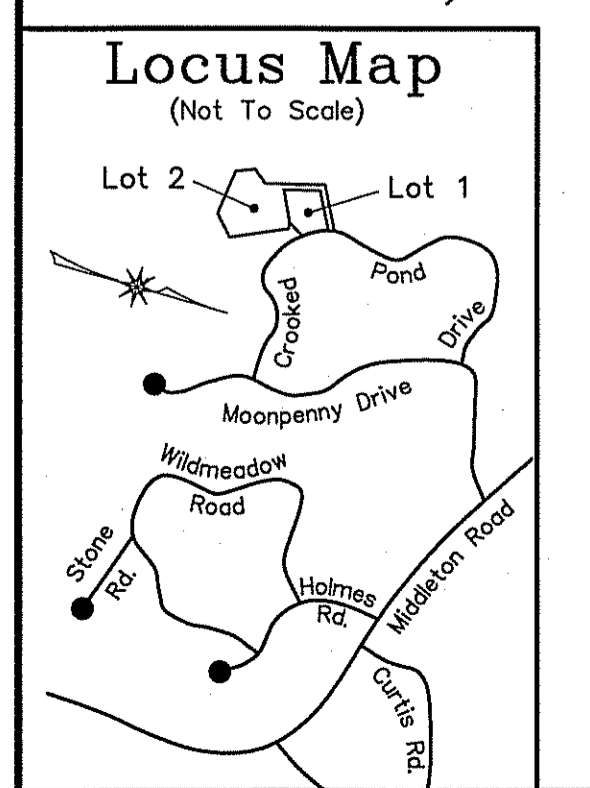 Locus Map
(Not To Scale)
Lot 2
Lot 1
Crooked
Pond
Drive
Moonpenny Drive
Wildmeadow
Road
Stone
Rd.
Holmes
Rd.
Middleton Road
Curtis Rd.